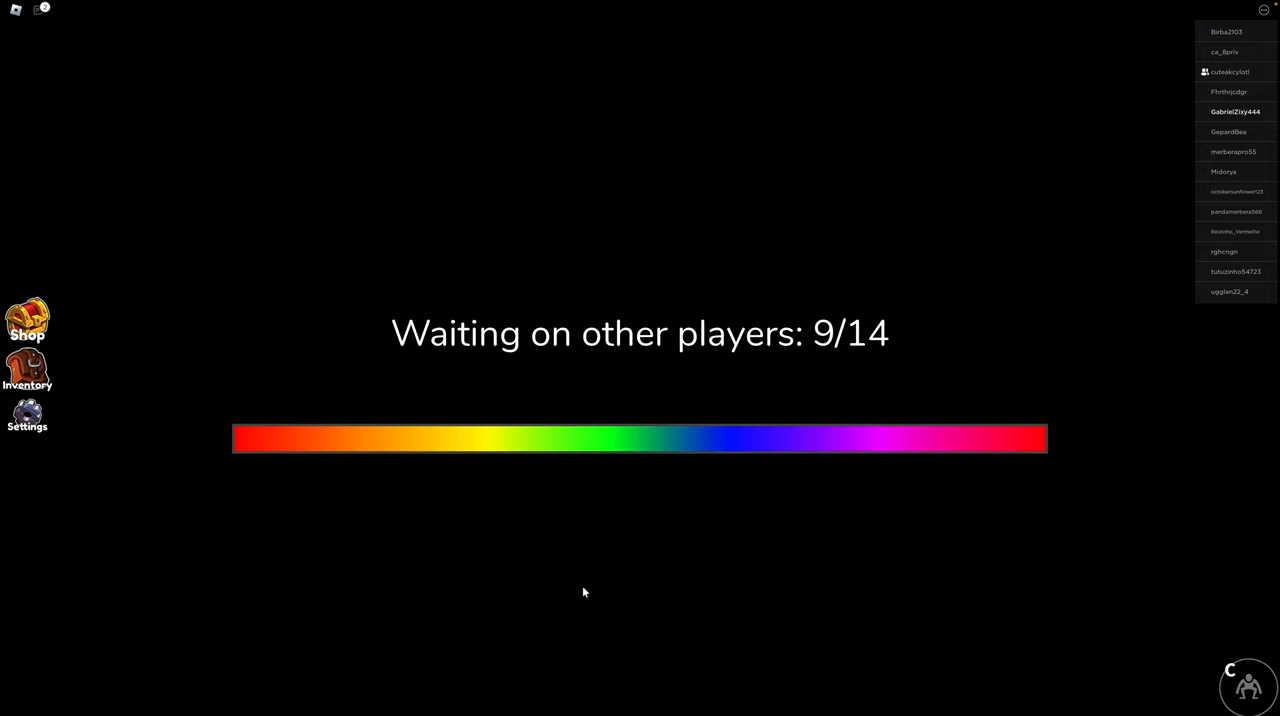 2
Birba2103
ca_8priv
cuteakcylotl
Fhrthrjcdgr
GabrielZixy444
GepardBea
merberapro55
Midorya
octobersunflower123
pandamerbera566
Reizinho_Vermelho
rghcngn
tutuzinho54723
ugglan22_4
Shop
Inventory
Settings
Waiting on other players: 9/14
C